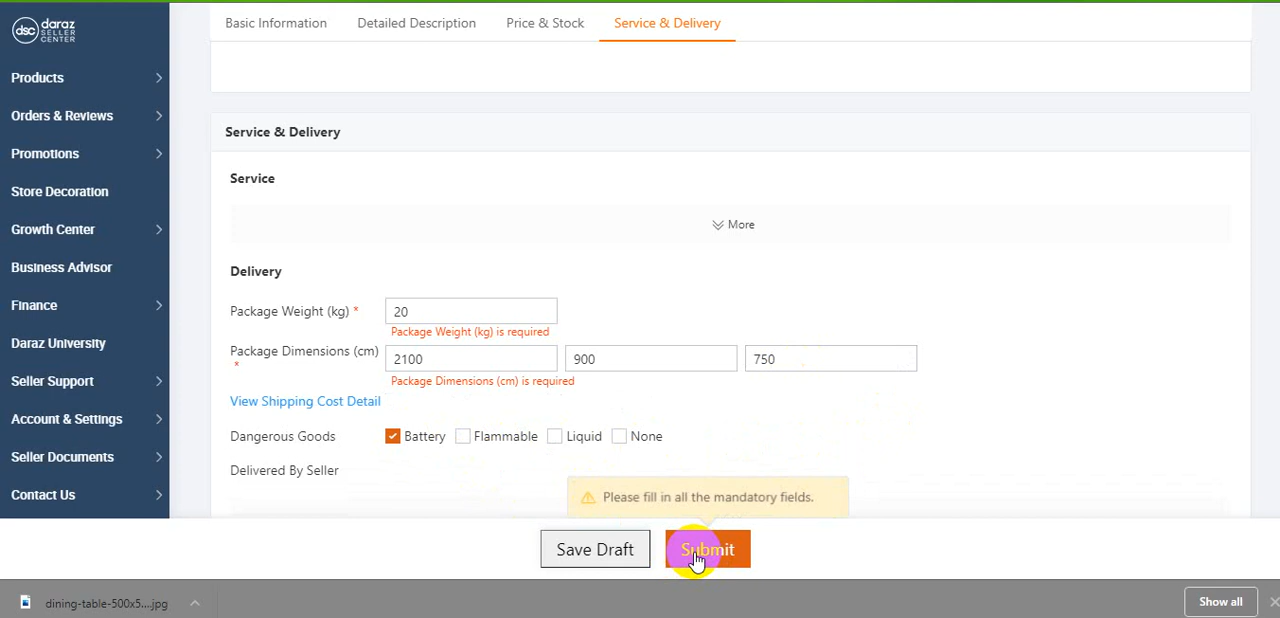 dsc daraz
SELLER
CENTER
Products
Orders & Reviews
Promotions
Store Decoration
Growth Center
Business Advisor
Finance
Daraz University
Seller Support
Account & Settings
Seller Documents
Contact Us
Basic Information Detailed Description Price & Stock Service & Delivery
Service & Delivery
Service
More
Delivery
Package Weight (kg) * 20
Package Weight (kg) is required
Package Dimensions (cm) * 2100 900 750
Package Dimensions (cm) is required
View Shipping Cost Detail
Dangerous Goods Battery Flammable Liquid None
Delivered By Seller
Please fill in all the mandatory fields.
Save Draft Submit
dining-table-500x5....jpg Show all